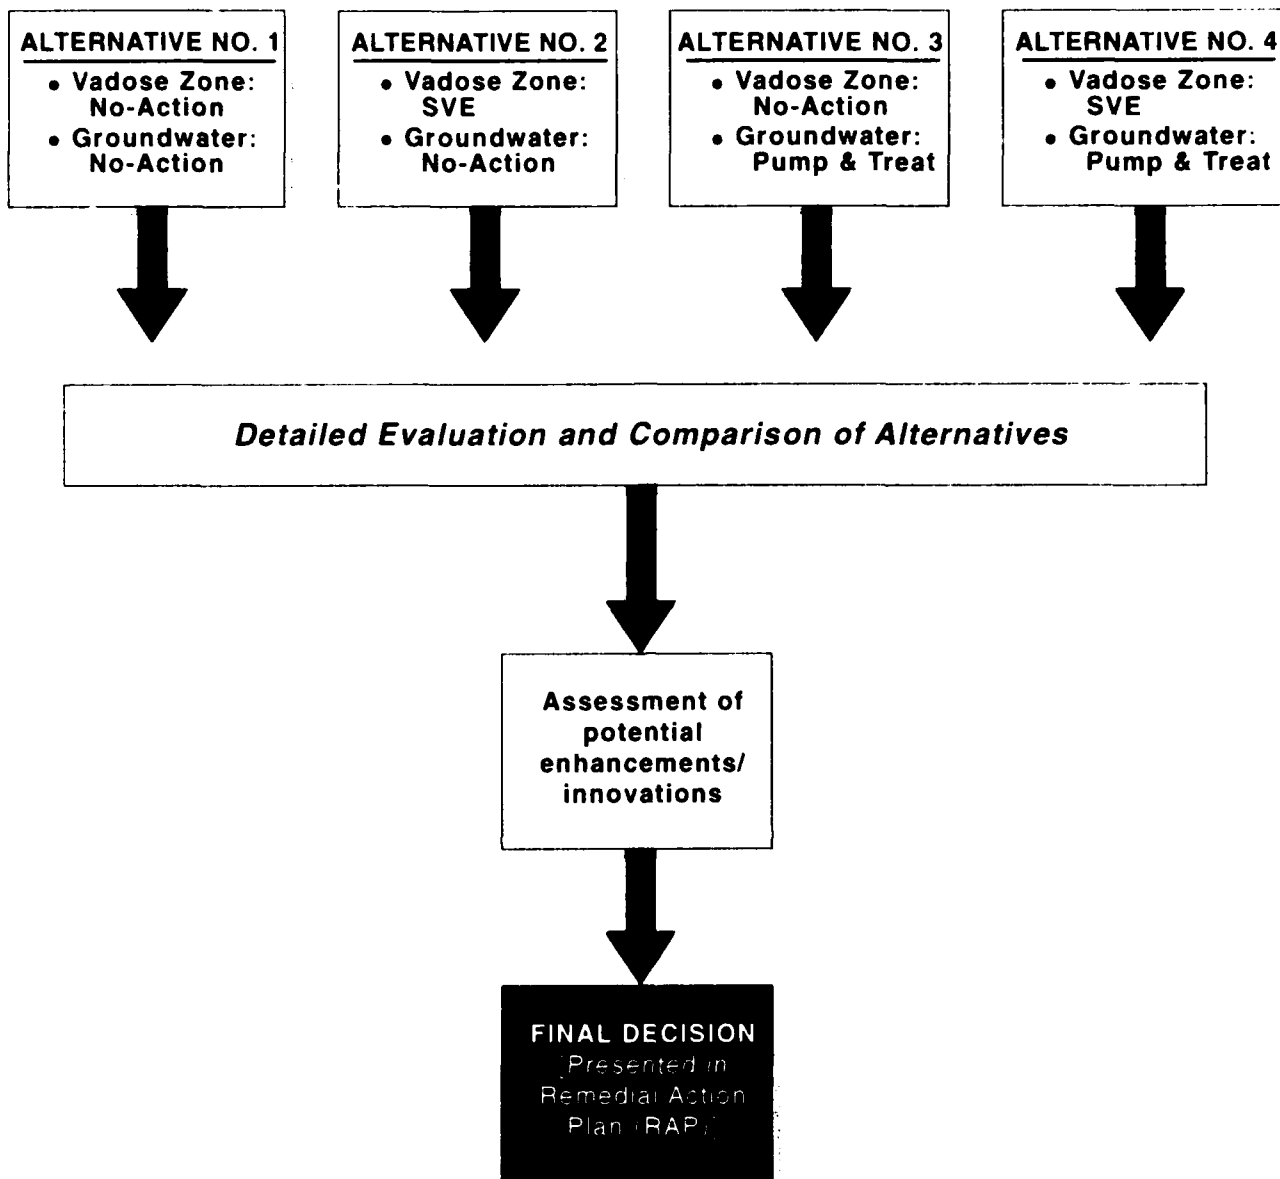 ALTERNATIVE NO. 1
• Vadose Zone:
No-Action
• Groundwater:
No-Action
ALTERNATIVE NO. 2
• Vadose Zone:
SVE
• Groundwater:
No-Action
ALTERNATIVE NO. 3
• Vadose Zone:
No-Action
• Groundwater:
Pump & Treat
ALTERNATIVE NO. 4
• Vadose Zone:
SVE
• Groundwater:
Pump & Treat
Detailed Evaluation and Comparison of Alternatives
Assessment of
potential
enhancements/
innovations
FINAL DECISION
[Presented in
Remedial Action
Plan (RAP)]